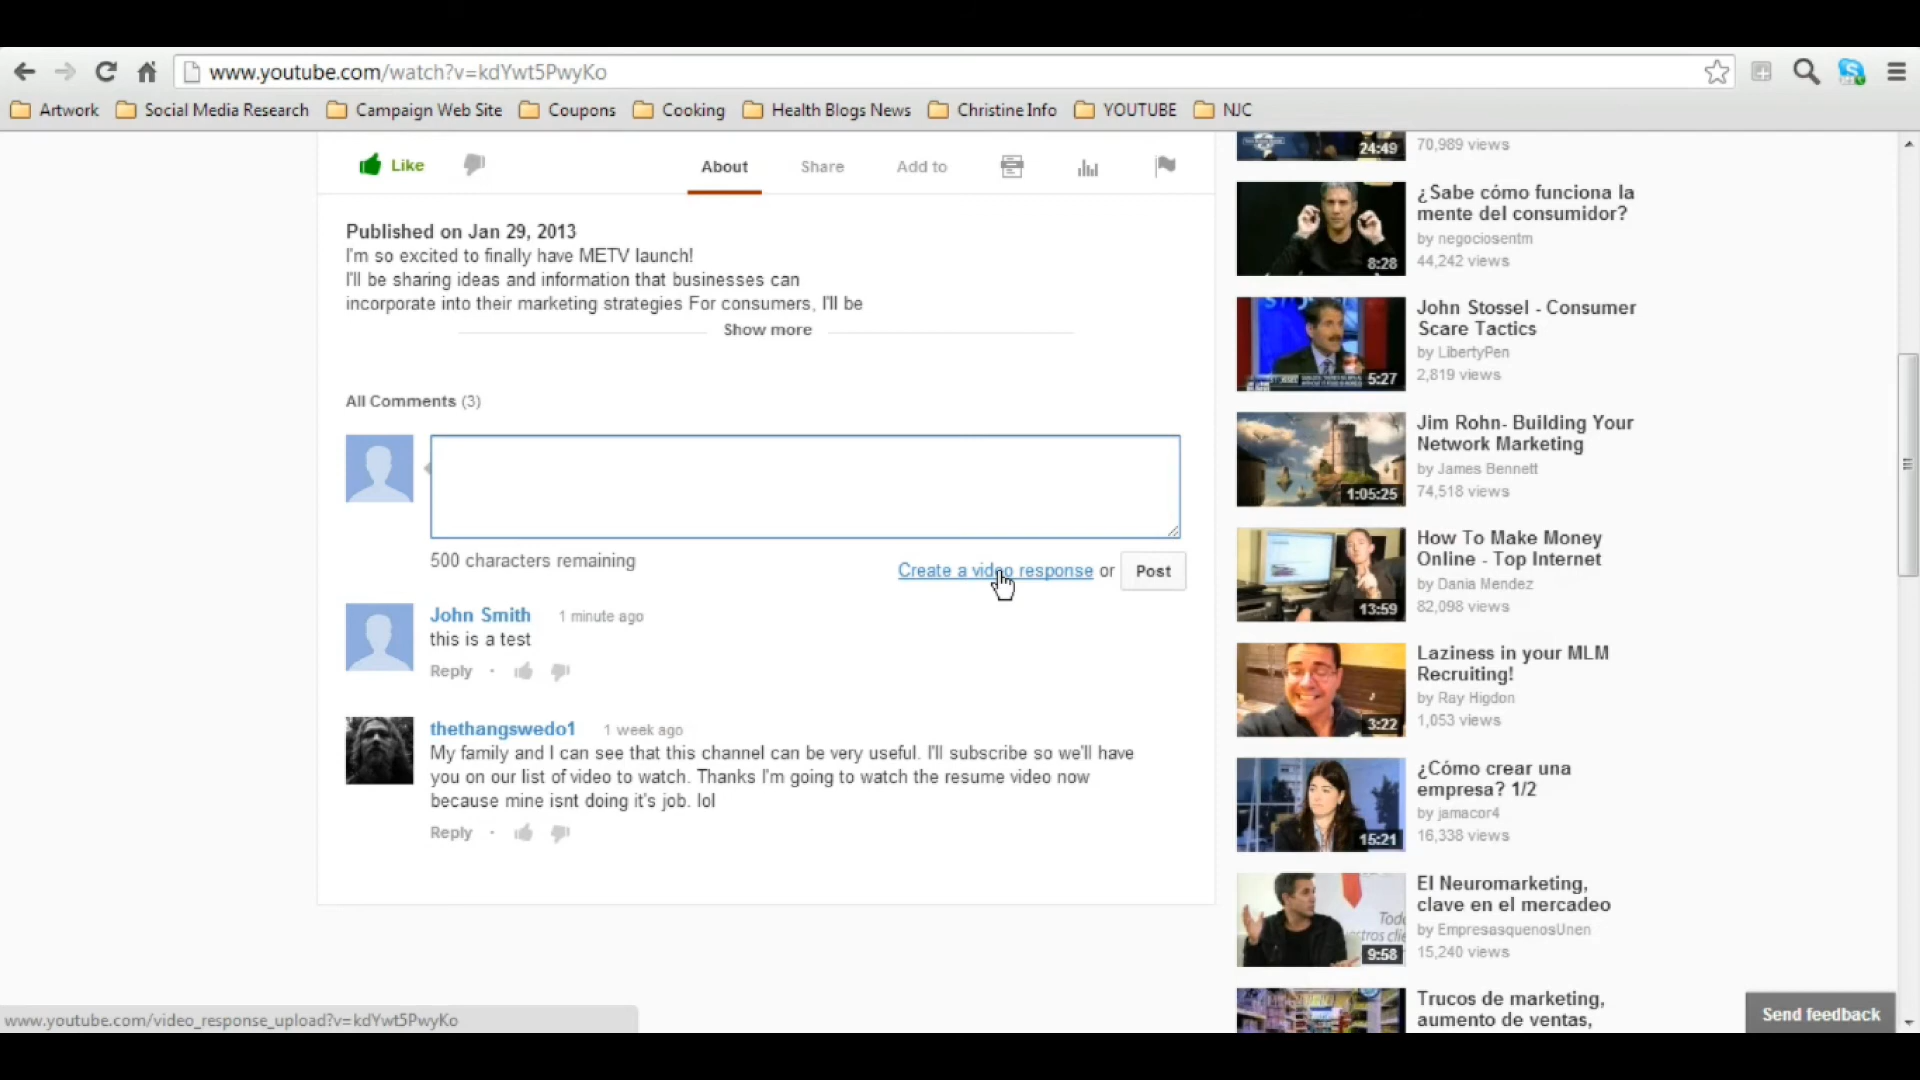 www.youtube.com/watch?v=kdYwt5PwyKo
Artwork Social Media Research Campaign Web Site Coupons Cooking Health Blogs News Christine Info YOUTUBE NJC
Like About Share Add to
Published on Jan 29, 2013
I'm so excited to finally have METV launch!
I'll be sharing ideas and information that businesses can
incorporate into their marketing strategies For consumers, I'll be
Show more
All Comments (3)
500 characters remaining
Create a video response or Post
John Smith 1 minute ago
this is a test
Reply
thethangswedo1 1 week ago
My family and I can see that this channel can be very useful. I'll subscribe so we'll have
you on our list of video to watch. Thanks I'm going to watch the resume video now
because mine isnt doing it's job. lol
Reply
24:49
70,989 views
8:28
¿Sabe cómo funciona la
mente del consumidor?
by negociosentm
44,242 views
5:27
John Stossel - Consumer
Scare Tactics
by LibertyPen
2,819 views
1:05:25
Jim Rohn- Building Your
Network Marketing
by James Bennett
74,518 views
13:59
How To Make Money
Online - Top Internet
by Dania Mendez
82,098 views
3:22
Laziness in your MLM
Recruiting!
by Ray Higdon
1,053 views
15:21
¿Cómo crear una
empresa? 1/2
by jamacor4
16,338 views
9:58
El Neuromarketing,
clave en el mercadeo
by EmpresasquenosUnen
15,240 views
Trucos de marketing,
aumento de ventas,
Send feedback
www.youtube.com/video_response_upload?v=kdYwt5PwyKo